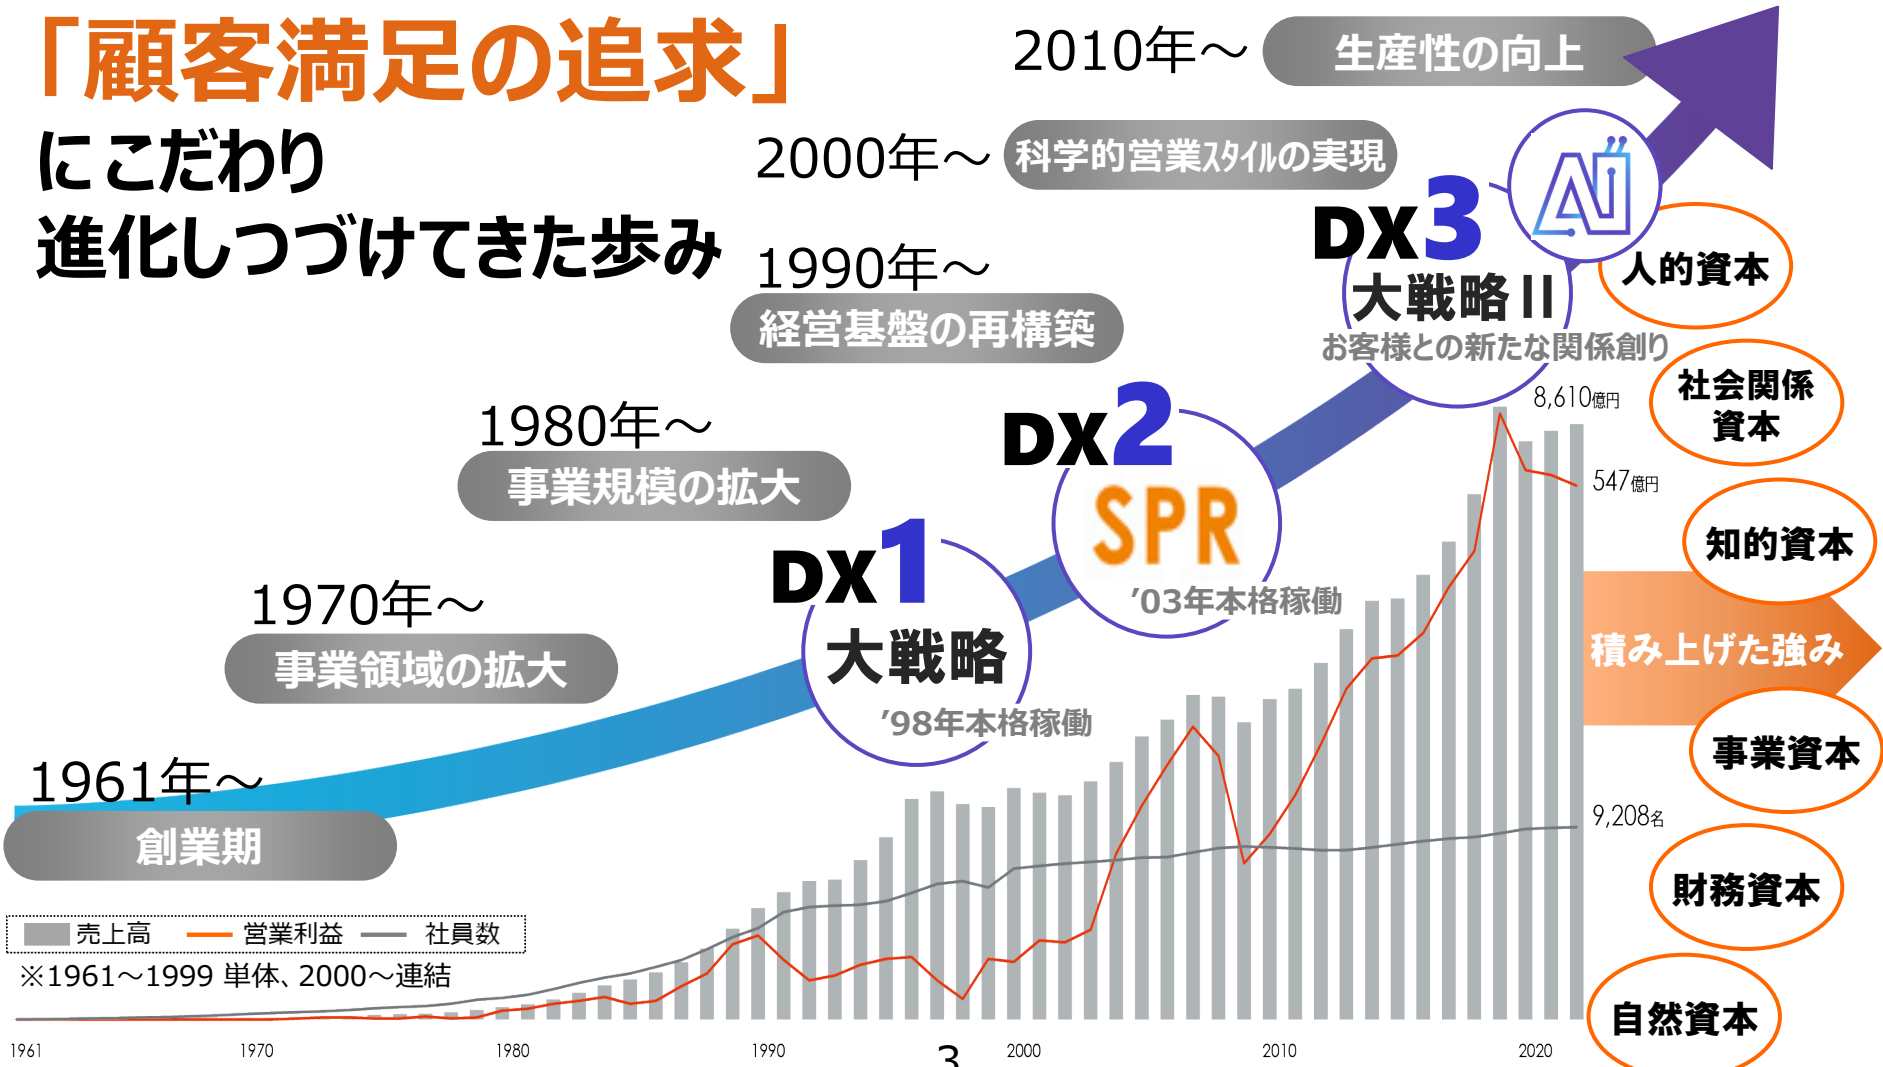 「顧客満足の追求」
にこだわり
進化しつづけてきた歩み
2010年～ 生産性の向上
2000年～ 科学的営業ｽﾀｲﾙの実現
1990年～
経営基盤の再構築
1980年～
事業規模の拡大
1970年～
事業領域の拡大
1961年～
創業期
DX1
大戦略
’98年本格稼働
DX2
SPR
’03年本格稼働
DX3
大戦略Ⅱ
お客様との新たな関係創り
AI
人的資本
社会関係
資本
知的資本
積み上げた強み
事業資本
財務資本
自然資本
8,610億円
547億円
9,208名
売上高 営業利益 社員数
※1961～1999 単体、2000～連結
1961 1970 1980 1990 2000 2010 2020
3